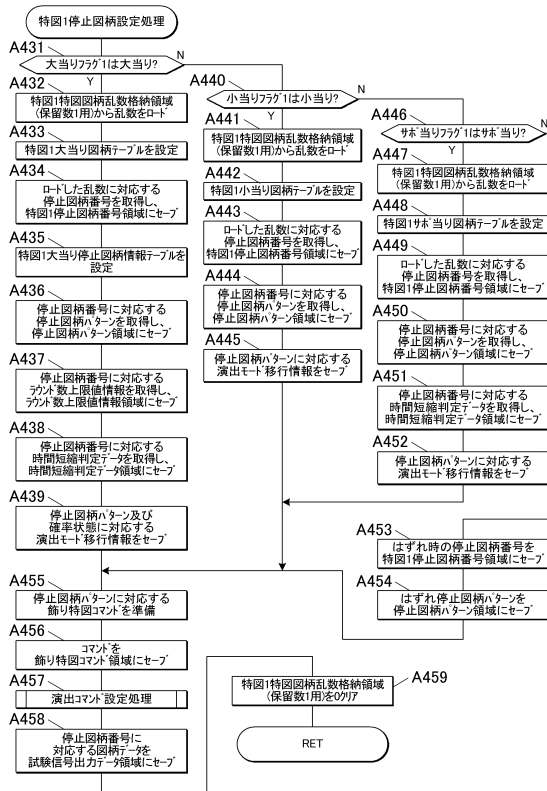 特図1停止図柄設定処理
A431
大当りフラグ1は大当り?
N
Y
A432
特図1特図図柄乱数格納領域
(保留数1用)から乱数をロード
A433
特図1大当り図柄テーブルを設定
A434
ロードした乱数に対応する
停止図柄番号を取得し、
特図1停止図柄番号領域にセーブ
A435
特図1大当り停止図柄情報テーブルを
設定
A436
停止図柄番号に対応する
停止図柄パターンを取得し、
停止図柄パターン領域にセーブ
A437
停止図柄番号に対応する
ラウンド数上限値情報を取得し、
ラウンド数上限値情報領域にセーブ
A438
停止図柄番号に対応する
時間短縮判定データを取得し、
時間短縮判定データ領域にセーブ
A439
停止図柄パターン及び
確率状態に対応する
演出モード移行情報をセーブ
A440
小当りフラグ1は小当り?
N
Y
A441
特図1特図図柄乱数格納領域
(保留数1用)から乱数をロード
A442
特図1小当り図柄テーブルを設定
A443
ロードした乱数に対応する
停止図柄番号を取得し、
特図1停止図柄番号領域にセーブ
A444
停止図柄番号に対応する
停止図柄パターンを取得し、
停止図柄パターン領域にセーブ
A445
停止図柄パターンに対応する
演出モード移行情報をセーブ
A446
サポ当りフラグ1はサポ当り?
N
Y
A447
特図1特図図柄乱数格納領域
(保留数1用)から乱数をロード
A448
特図1サポ当り図柄テーブルを設定
A449
ロードした乱数に対応する
停止図柄番号を取得し、
特図1停止図柄番号領域にセーブ
A450
停止図柄番号に対応する
停止図柄パターンを取得し、
停止図柄パターン領域にセーブ
A451
停止図柄番号に対応する
時間短縮判定データを取得し、
時間短縮判定データ領域にセーブ
A452
停止図柄パターンに対応する
演出モード移行情報をセーブ
A453
はずれ時の停止図柄番号を
特図1停止図柄番号領域にセーブ
A454
はずれ停止図柄パターンを
停止図柄パターン領域にセーブ
A455
停止図柄パターンに対応する
飾り特図コマンドを準備
A456
コマンドを
飾り特図コマンド領域にセーブ
A457
演出コマンド設定処理
A458
停止図柄番号に
対応する図柄データを
試験信号出力データ領域にセーブ
A459
特図1特図図柄乱数格納領域
(保留数1用)を0クリア
RET